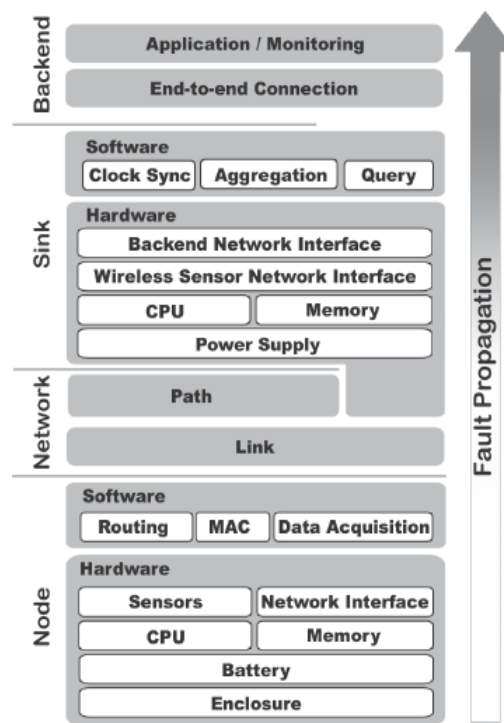 Backend
Application / Monitoring
End-to-end Connection
Sink
Software
Clock Sync Aggregation Query
Hardware
Backend Network Interface
Wireless Sensor Network Interface
CPU Memory
Power Supply
Network
Path
Link
Node
Software
Routing MAC Data Acquisition
Hardware
Sensors Network Interface
CPU Memory
Battery
Enclosure
Fault Propagation